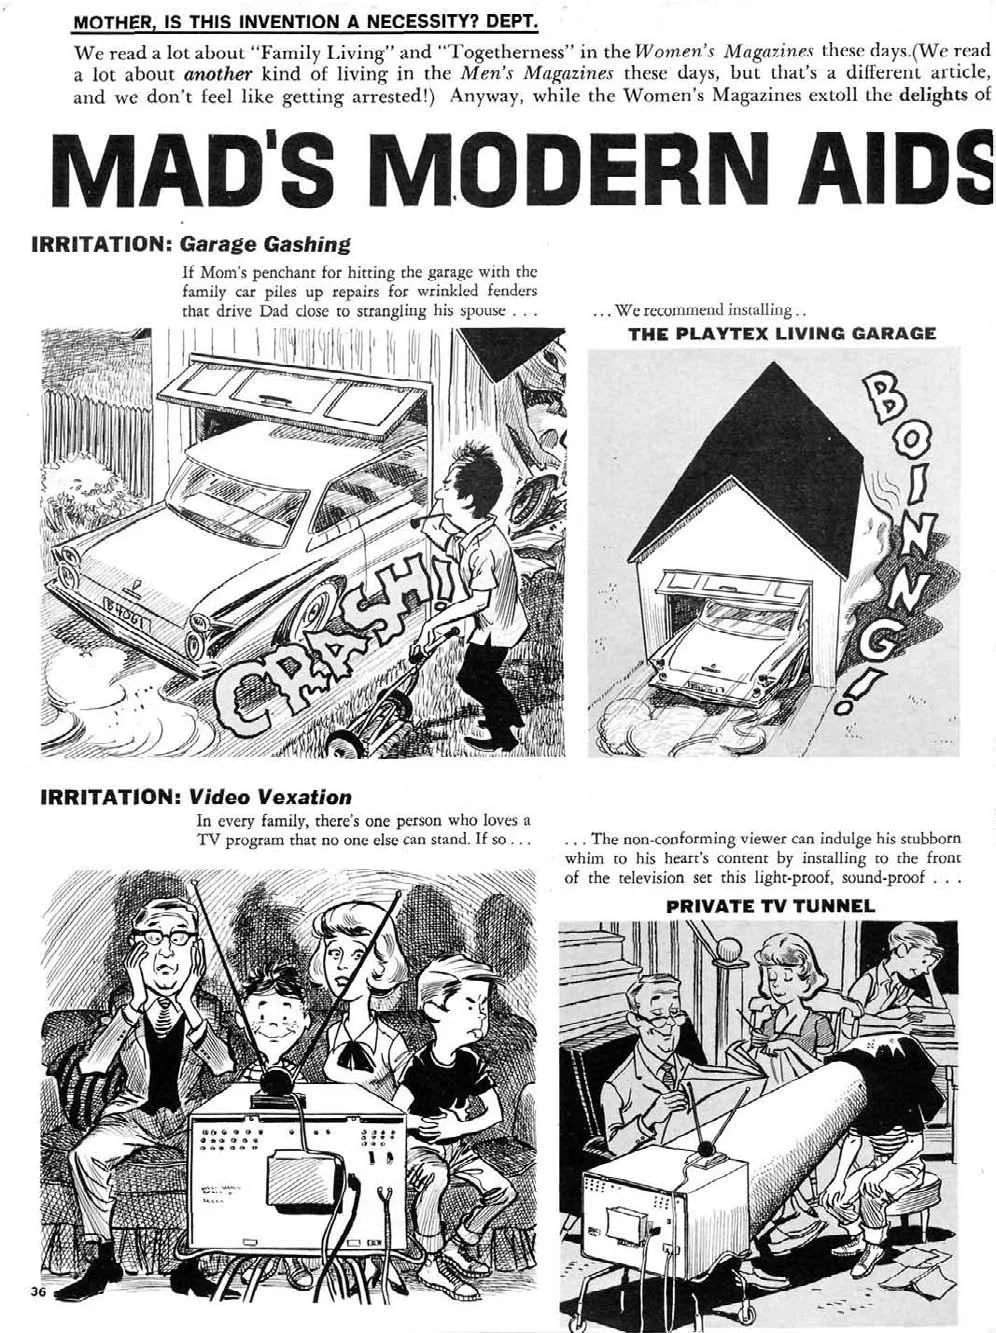 MOTHER, IS THIS INVENTION A NECESSITY? DEPT.
We read a lot about "Family Living" and "Togetherness" in the Women's Magazines these days.(We read
a lot about another kind of living in the Men's Magazines these days, but that's a different article,
and we don't feel like getting arrested!) Anyway, while the Women's Magazines extoll the delights of
MAD'S MODERN AIDS
IRRITATION: Garage Gashing
If Mom's penchant for hitting the garage with the
family car piles up repairs for wrinkled fenders
that drive Dad close to strangling his spouse . . .
. . . We recommend installing . .
THE PLAYTEX LIVING GARAGE
CRASH!!
BOINNNG!
IRRITATION: Video Vexation
In every family, there's one person who loves a
TV program that no one else can stand. If so . . .
. . . The non-conforming viewer can indulge his stubborn
whim to his heart's content by installing to the front
of the television set this light-proof, sound-proof . . .
PRIVATE TV TUNNEL
36